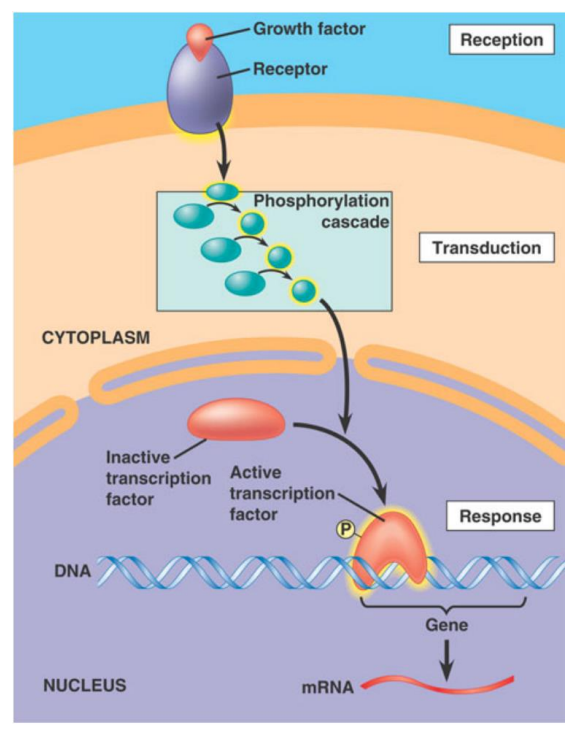 Growth factor
Reception
Receptor
Phosphorylation
cascade
Transduction
CYTOPLASM
Inactive
transcription
factor
Active
transcription
factor
P
Response
DNA
Gene
NUCLEUS
mRNA